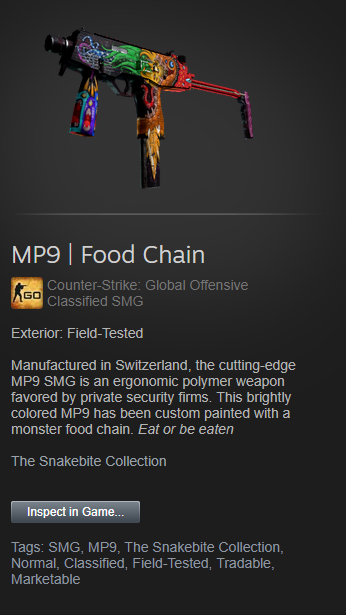 MP9 | Food Chain
GO
Counter-Strike: Global Offensive
Classified SMG
Exterior: Field-Tested
Manufactured in Switzerland, the cutting-edge
MP9 SMG is an ergonomic polymer weapon
favored by private security firms. This brightly
colored MP9 has been custom painted with a
monster food chain. Eat or be eaten
The Snakebite Collection
Inspect in Game...
Tags: SMG, MP9, The Snakebite Collection,
Normal, Classified, Field-Tested, Tradable,
Marketable